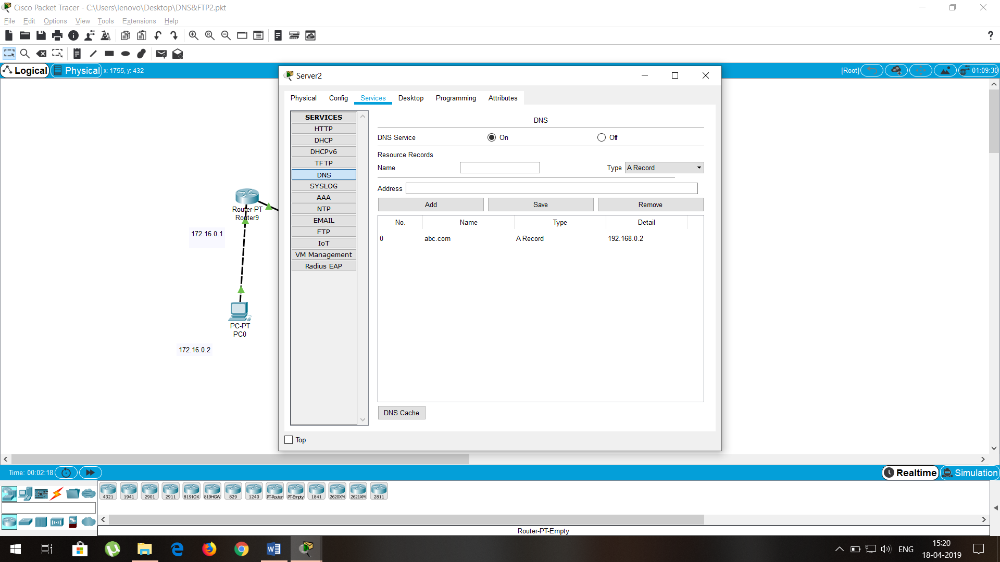 Cisco Packet Tracer - C:\Users\lenovo\Desktop\DNS&FTP2.pkt
File Edit Options View Tools Extensions Help
?
Logical Physical x: 1755, y: 432 [Root] 01:09:30
Server2
Physical Config Services Desktop Programming Attributes
SERVICES
HTTP
DHCP
DHCPv6
TFTP
DNS
SYSLOG
AAA
NTP
EMAIL
FTP
IoT
VM Management
Radius EAP
DNS
DNS Service On Off
Resource Records
Name Type A Record
Address
Add Save Remove
No. Name Type Detail
0 abc.com A Record 192.168.0.2
DNS Cache
Top
Router-PT
Router9
172.16.0.1
PC-PT
PC0
172.16.0.2
Time: 00:02:18 Realtime Simulation
4321 1941 2901 2911 819IOX 819HGW 829 1240 PT-Router PT-Empty 1841 2620XM 2621XM 2811
Router-PT-Empty
ENG 15:20
18-04-2019